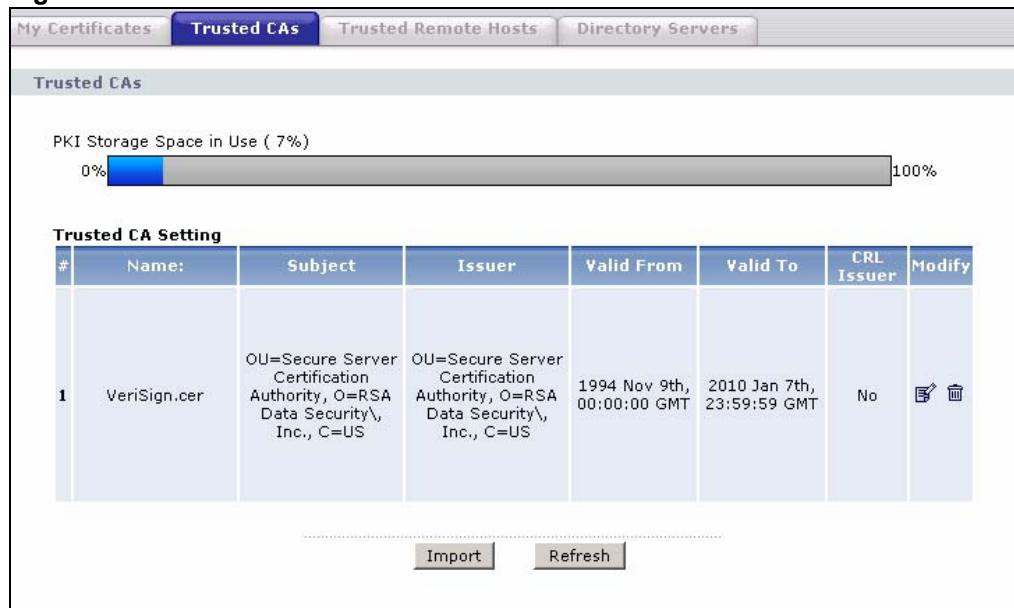 My Certificates
Trusted CAs
Trusted Remote Hosts
Directory Servers
Trusted CAs
PKI Storage Space in Use ( 7%)
0%
100%
Trusted CA Setting
#
Name:
Subject
Issuer
Valid From
Valid To
CRL
Issuer
Modify
1
VeriSign.cer
OU=Secure Server
Certification
Authority, O=RSA
Data Security\,
Inc., C=US
OU=Secure Server
Certification
Authority, O=RSA
Data Security\,
Inc., C=US
1994 Nov 9th,
00:00:00 GMT
2010 Jan 7th,
23:59:59 GMT
No
Import
Refresh